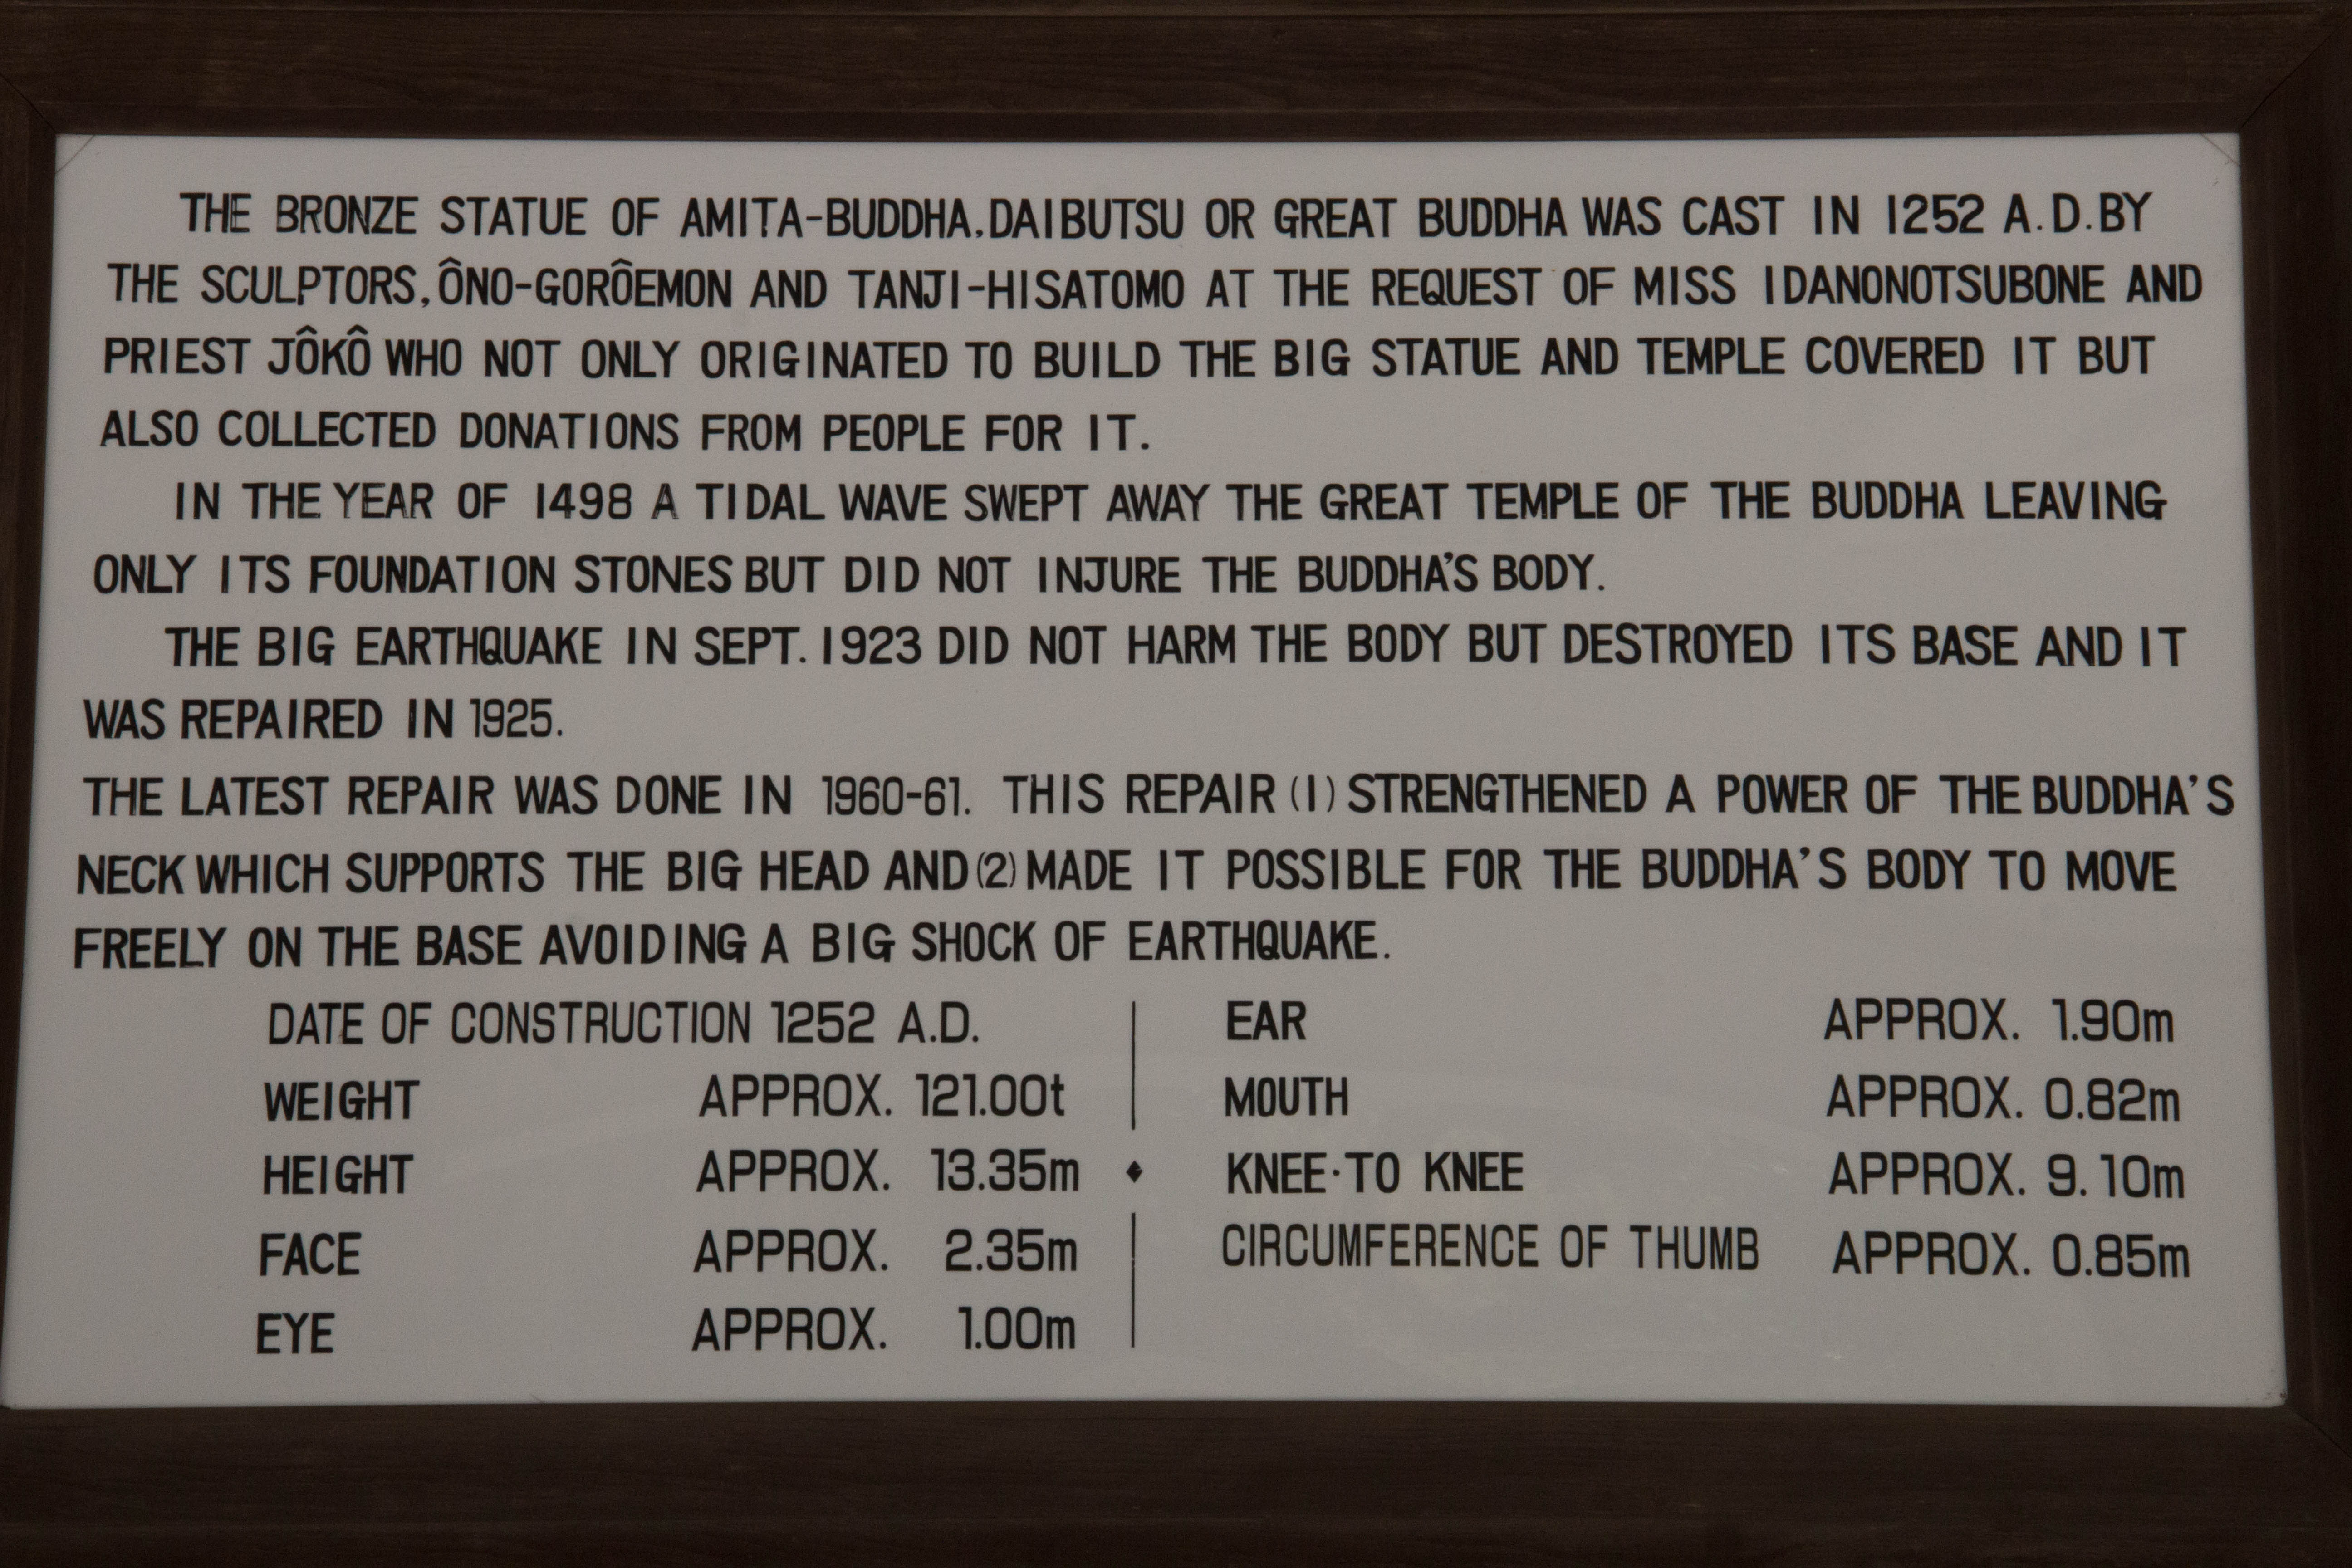 THE BRONZE STATUE OF AMITA-BUDDHA.DAIBUTSU OR GREAT BUDDHA WAS CAST IN 1252 A.D.BY
THE SCULPTORS, ÔNO-GORÔEMON AND TANJI-HISATOMO AT THE REQUEST OF MISS IDANONOTSUBONE AND
PRIEST JÔKÔ WHO NOT ONLY ORIGINATED TO BUILD THE BIG STATUE AND TEMPLE COVERED IT BUT
ALSO COLLECTED DONATIONS FROM PEOPLE FOR IT.
IN THE YEAR OF 1498 A TIDAL WAVE SWEPT AWAY THE GREAT TEMPLE OF THE BUDDHA LEAVING
ONLY ITS FOUNDATION STONES BUT DID NOT INJURE THE BUDDHA'S BODY.
THE BIG EARTHQUAKE IN SEPT. 1923 DID NOT HARM THE BODY BUT DESTROYED ITS BASE AND IT
WAS REPAIRED IN 1925.
THE LATEST REPAIR WAS DONE IN 1960-61. THIS REPAIR (1) STRENGTHENED A POWER OF THE BUDDHA'S
NECK WHICH SUPPORTS THE BIG HEAD AND (2) MADE IT POSSIBLE FOR THE BUDDHA'S BODY TO MOVE
FREELY ON THE BASE AVOIDING A BIG SHOCK OF EARTHQUAKE.
DATE OF CONSTRUCTION 1252 A.D.
WEIGHT APPROX. 121.00t
HEIGHT APPROX. 13.35m
FACE APPROX. 2.35m
EYE APPROX. 1.00m
EAR APPROX. 1.90m
MOUTH APPROX. 0.82m
KNEE·TO KNEE APPROX. 9.10m
CIRCUMFERENCE OF THUMB APPROX. 0.85m